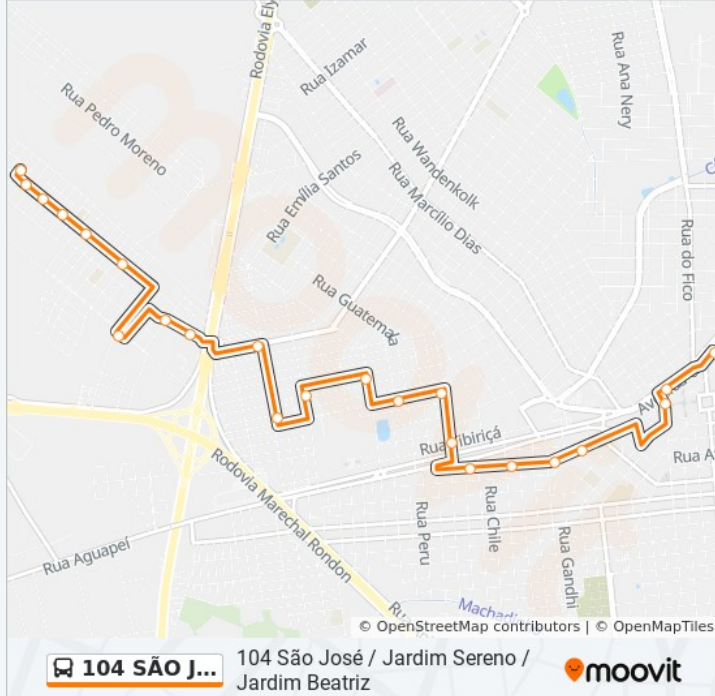 Rodovia Ely
Rua Izamar
Rua Ana Nery
Rua Pedro Moreno
Rua Wandenkolk
Rua Emília Santos
Rua Marcílio Dias
Rua do Fico
Rua Guatemala
Rua Ibiriçá
Rua A
Rodovia Marechal Rondon
Rua Peru
Rua Chile
Rua Gandhi
Rua Aguapeí
© OpenStreetMap contributors | © OpenMapTiles
104 SÃO J...
104 São José / Jardim Sereno /
Jardim Beatriz
moovit